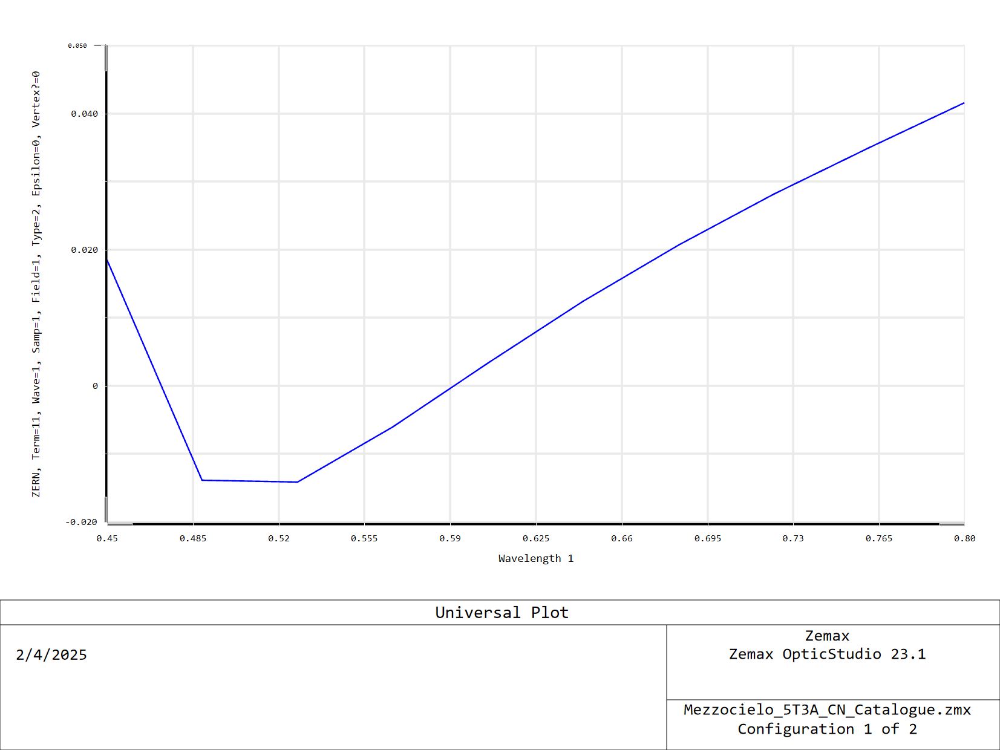 0.050
0.040
0.020
0
-0.020
ZERN, Term=11, Wave=1, Samp=1, Field=1, Type=2, Epsilon=0, Vertex?=0
0.45 0.485 0.52 0.555 0.59 0.625 0.66 0.695 0.73 0.765 0.80
Wavelength 1
Universal Plot
2/4/2025
Zemax
Zemax OpticStudio 23.1
Mezzocielo_5T3A_CN_Catalogue.zmx
Configuration 1 of 2